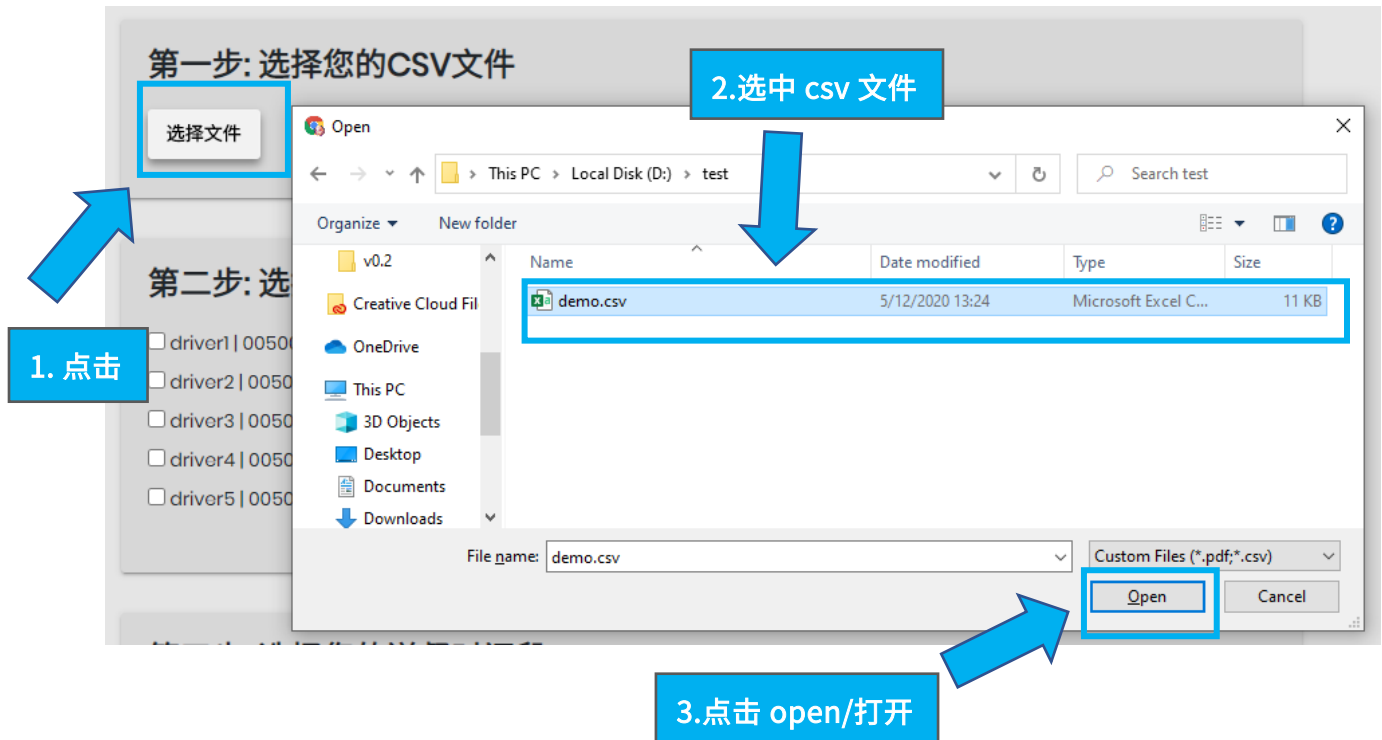 第一步: 选择您的CSV文件
2.选中 csv 文件
选择文件
Open
This PC > Local Disk (D:) > test
Search test
Organize
New folder
v0.2
Name
Date modified
Type
Size
Creative Cloud Fil
demo.csv
5/12/2020 13:24
Microsoft Excel C...
11 KB
第二步: 选
OneDrive
1. 点击
driver1 | 0050
This PC
driver2 | 0050
driver3 | 0050
3D Objects
driver4 | 0050
Desktop
driver5 | 0050
Documents
Downloads
File name:
demo.csv
Custom Files (*.pdf;*.csv)
Open
Cancel
3.点击 open/打开